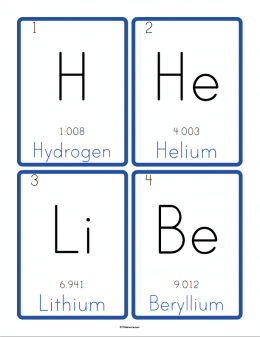 1
H
1.008
Hydrogen
2
He
4.003
Helium
3
Li
6.941
Lithium
4
Be
9.012
Beryllium